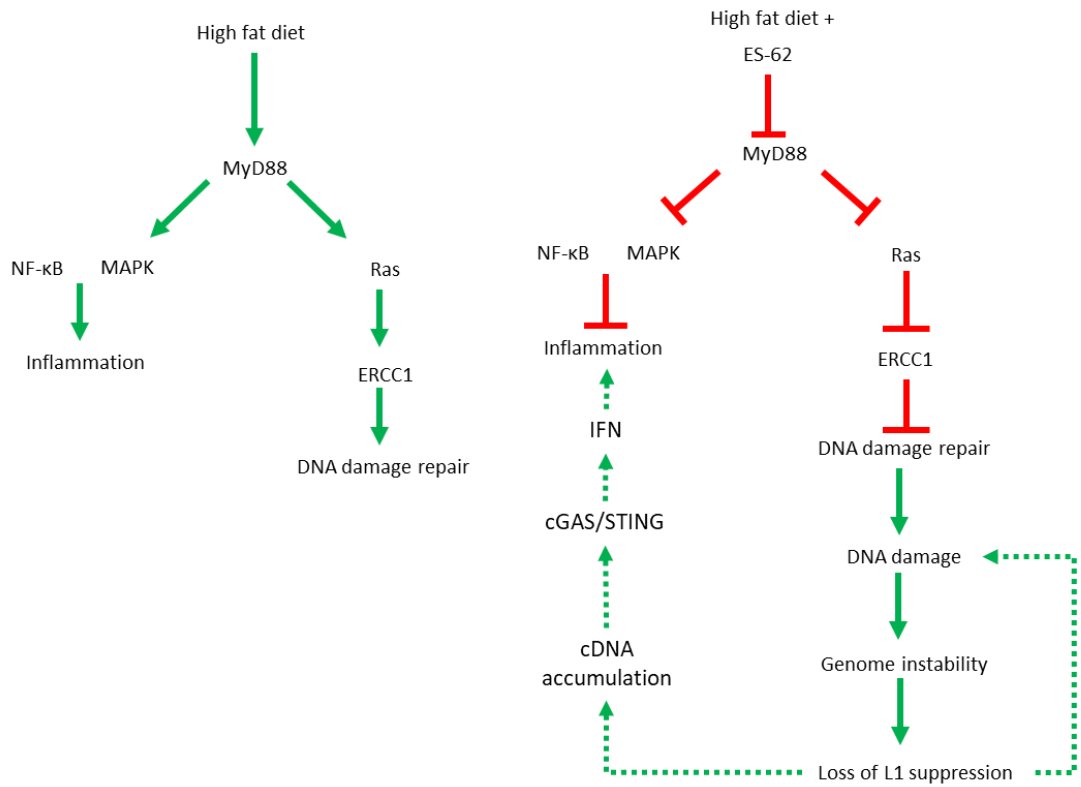 High fat diet
MyD88
NF-κB
MAPK
Ras
Inflammation
ERCC1
DNA damage repair
High fat diet +
ES-62
MyD88
NF-κB
MAPK
Ras
Inflammation
ERCC1
IFN
DNA damage repair
cGAS/STING
DNA damage
cDNA
accumulation
Genome instability
Loss of L1 suppression